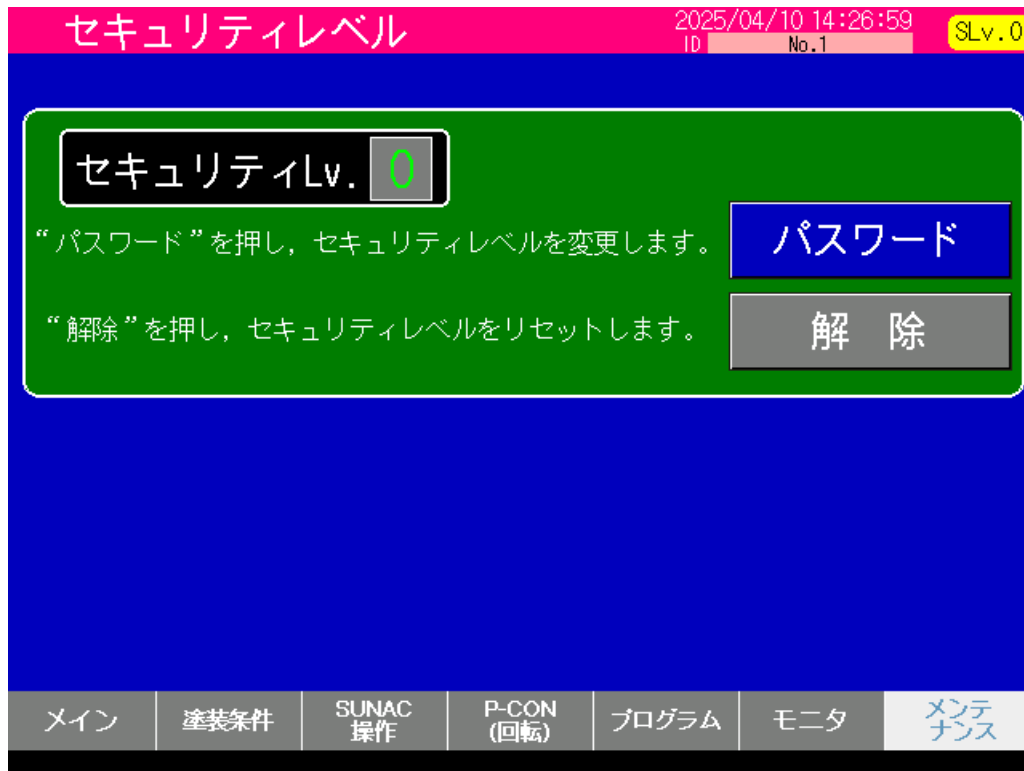 セキュリティレベル
2025/04/10 14:26:59
ID No.1
SLv.0
セキュリティLv. 0
“パスワード”を押し，セキュリティレベルを変更します。
パスワード
“解除”を押し，セキュリティレベルをリセットします。
解 除
メイン
塗装条件
SUNAC
操作
P-CON
(回転)
プログラム
モニタ
メンテ
ナンス